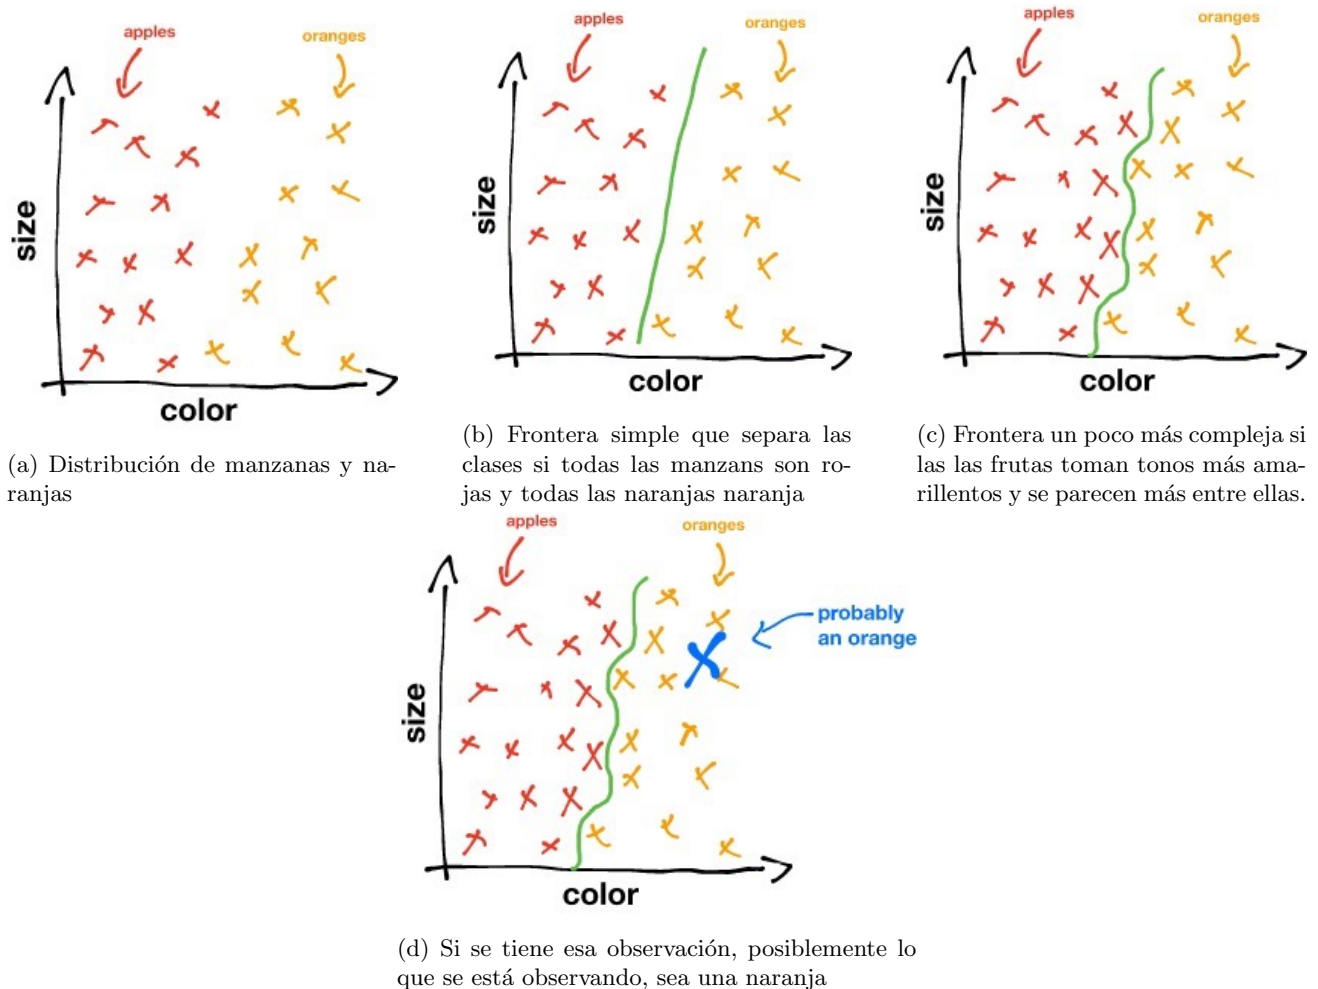 apples
oranges
size
color
(a) Distribución de manzanas y na-
ranjas
apples
oranges
size
color
(b) Frontera simple que separa las
clases si todas las manzans son ro-
jas y todas las naranjas naranja
apples
oranges
size
color
(c) Frontera un poco más compleja si
las las frutas toman tonos más ama-
rillentos y se parecen más entre ellas.
apples
oranges
probably
an orange
size
color
(d) Si se tiene esa observación, posiblemente lo
que se está observando, sea una naranja